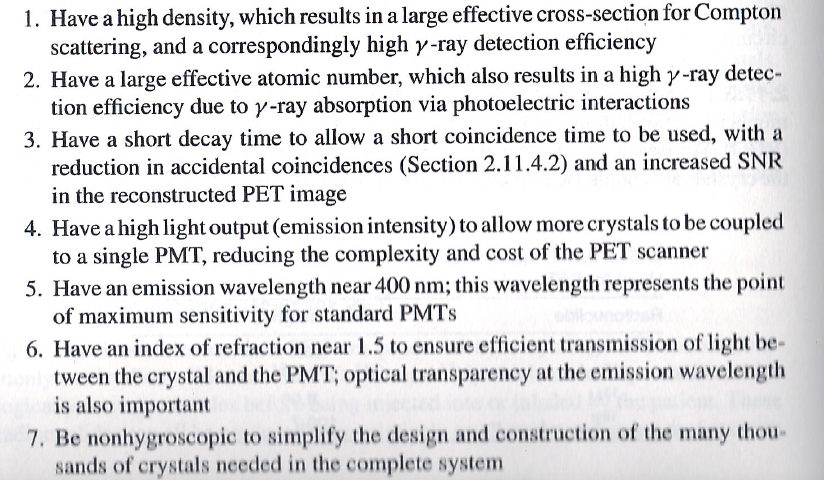 1. Have a high density, which results in a large effective cross-section for Compton
scattering, and a correspondingly high γ-ray detection efficiency
2. Have a large effective atomic number, which also results in a high γ-ray detec-
tion efficiency due to γ-ray absorption via photoelectric interactions
3. Have a short decay time to allow a short coincidence time to be used, with a
reduction in accidental coincidences (Section 2.11.4.2) and an increased SNR
in the reconstructed PET image
4. Have a high light output (emission intensity) to allow more crystals to be coupled
to a single PMT, reducing the complexity and cost of the PET scanner
5. Have an emission wavelength near 400 nm; this wavelength represents the point
of maximum sensitivity for standard PMTs
6. Have an index of refraction near 1.5 to ensure efficient transmission of light be-
tween the crystal and the PMT; optical transparency at the emission wavelength
is also important
7. Be nonhygroscopic to simplify the design and construction of the many thou-
sands of crystals needed in the complete system